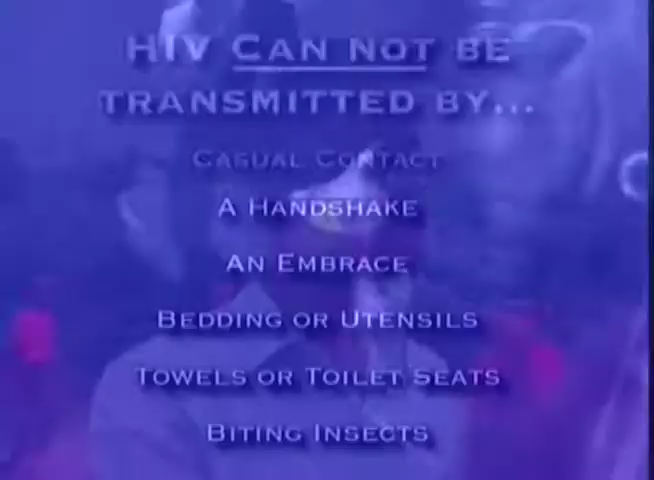 HIV CAN NOT BE
TRANSMITTED BY...
CASUAL CONTACT
A HANDSHAKE
AN EMBRACE
BEDDING OR UTENSILS
TOWELS OR TOILET SEATS
BITING INSECTS